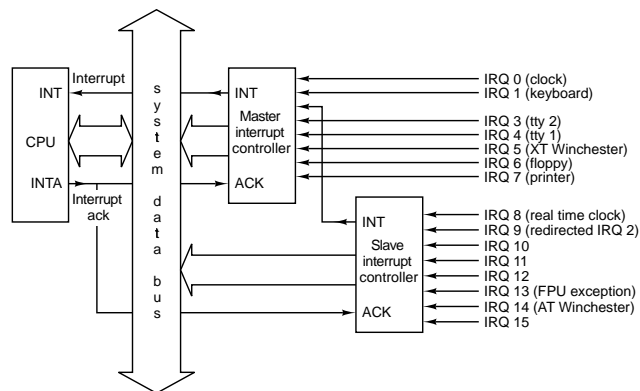 Interrupt
INT
CPU
INTA
Interrupt
ack
system data bus
INT
Master
interrupt
controller
ACK
IRQ 0 (clock)
IRQ 1 (keyboard)
IRQ 3 (tty 2)
IRQ 4 (tty 1)
IRQ 5 (XT Winchester)
IRQ 6 (floppy)
IRQ 7 (printer)
INT
Slave
interrupt
controller
ACK
IRQ 8 (real time clock)
IRQ 9 (redirected IRQ 2)
IRQ 10
IRQ 11
IRQ 12
IRQ 13 (FPU exception)
IRQ 14 (AT Winchester)
IRQ 15